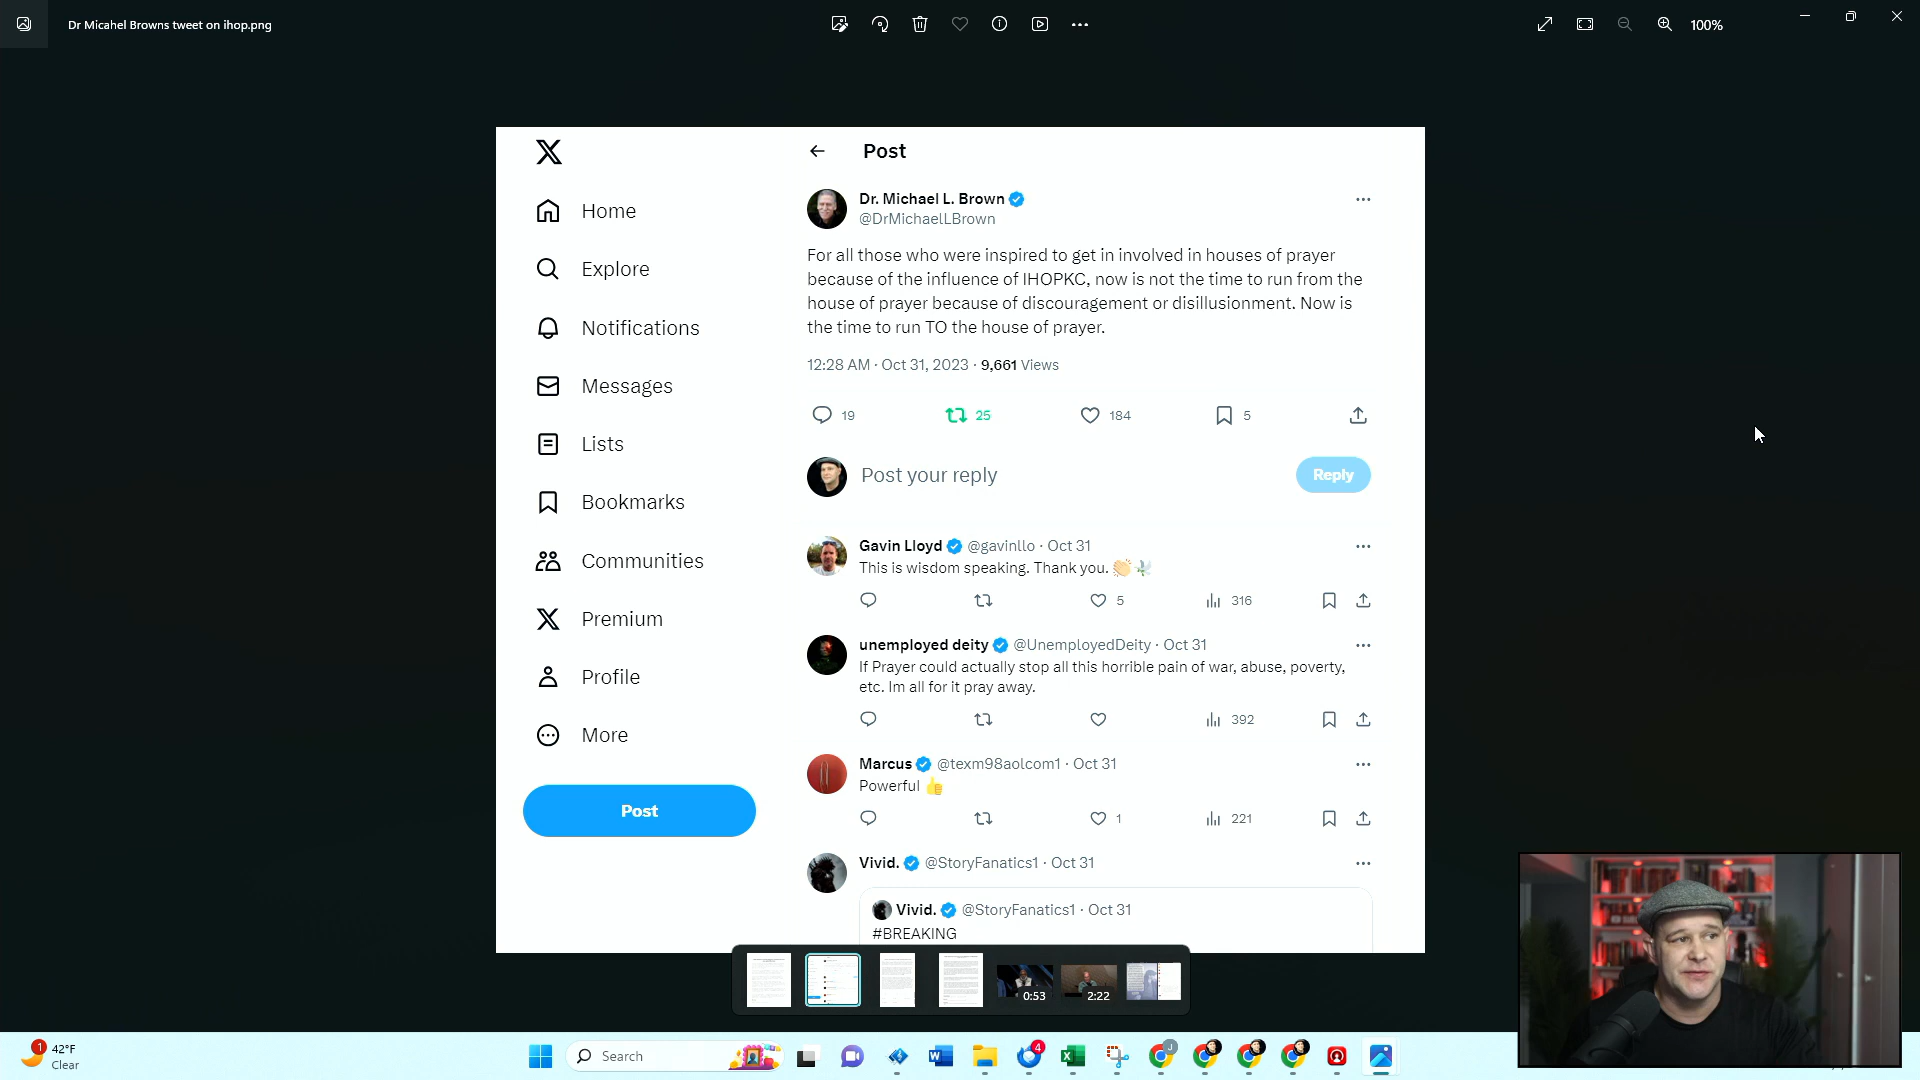 Dr Micahel Browns tweet on ihop.png
100%
Post
Home
Explore
Notifications
Messages
Lists
Bookmarks
Communities
Premium
Profile
More
Post
Dr. Michael L. Brown
@DrMichaelLBrown
For all those who were inspired to get in involved in houses of prayer
because of the influence of IHOPKC, now is not the time to run from the
house of prayer because of discouragement or disillusionment. Now is
the time to run TO the house of prayer.
12:28 AM · Oct 31, 2023 · 9,661 Views
19 25 184 5
Post your reply
Reply
Gavin Lloyd @gavinllo · Oct 31
This is wisdom speaking. Thank you. 👏🕊️
5 316
unemployed deity @UnemployedDeity · Oct 31
If Prayer could actually stop all this horrible pain of war, abuse, poverty,
etc. Im all for it pray away.
392
Marcus @texm98aolcom1 · Oct 31
Powerful 👍
1 221
Vivid. @StoryFanatics1 · Oct 31
Vivid. @StoryFanatics1 · Oct 31
#BREAKING
0:53 2:22
1
42°F
Clear
Search
4
J